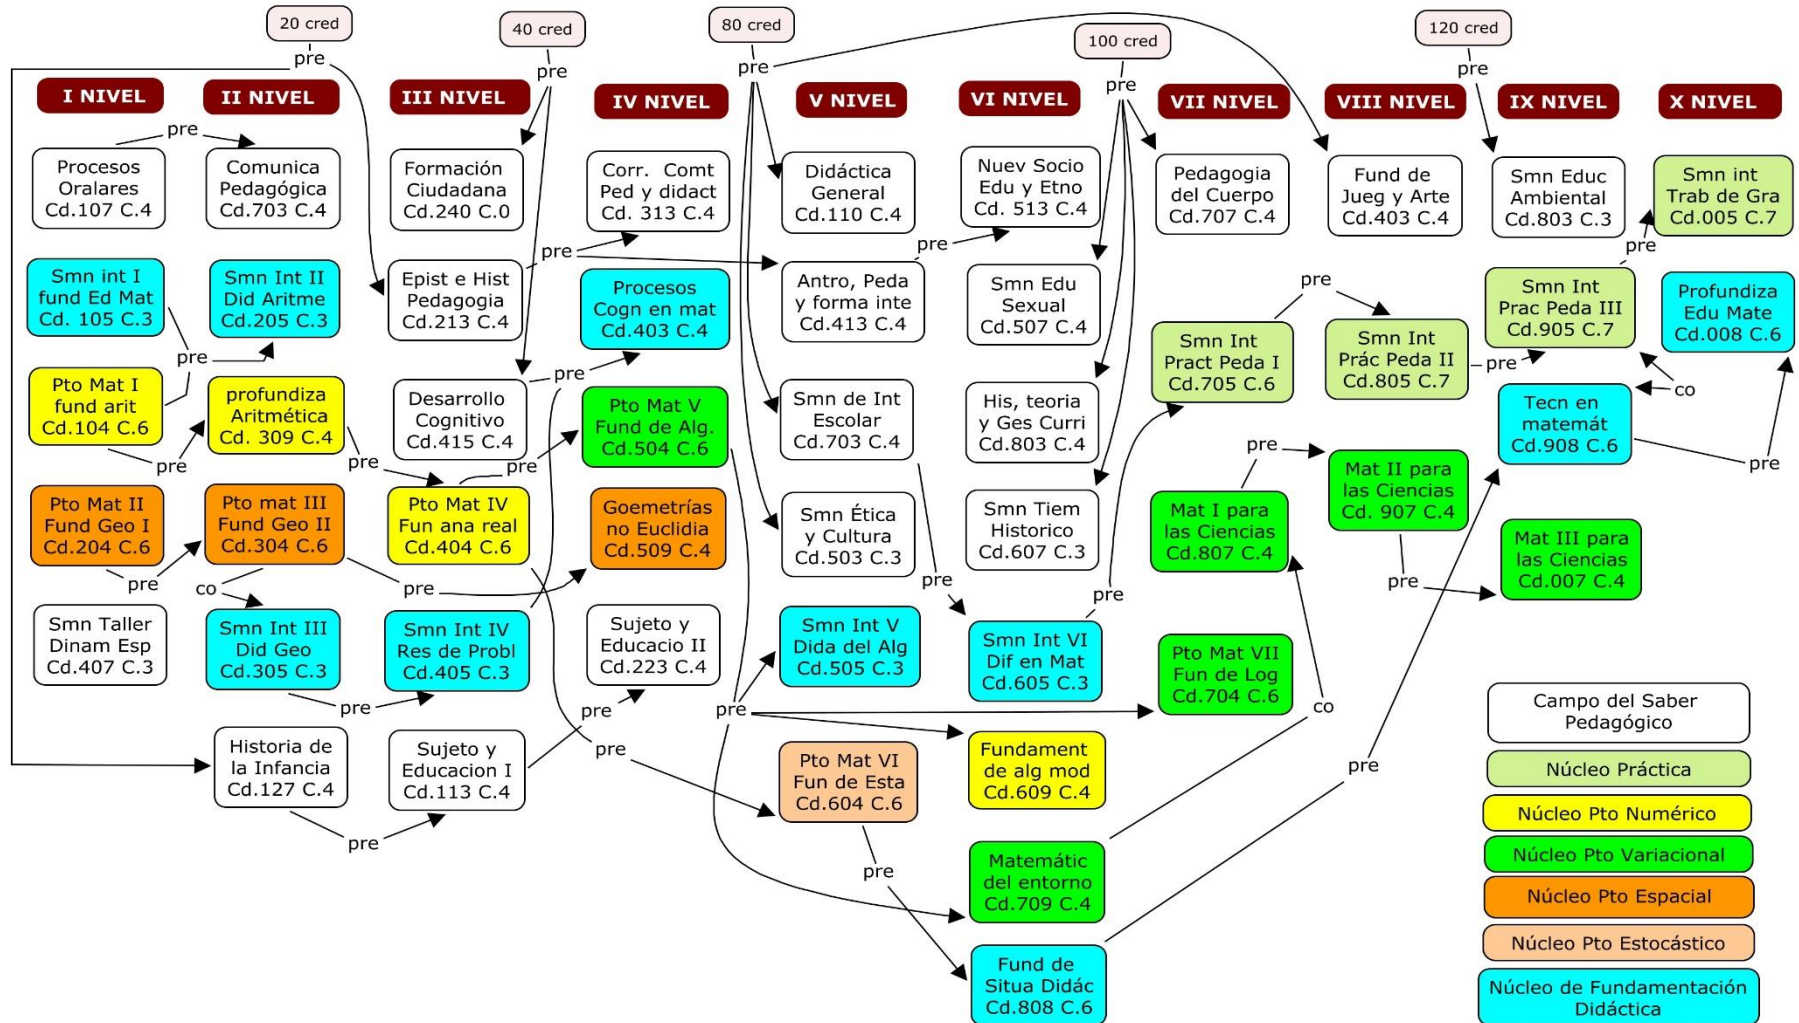 20 cred
40 cred
80 cred
100 cred
120 cred
pre
pre
pre
pre
pre
I NIVEL
II NIVEL
III NIVEL
IV NIVEL
V NIVEL
VI NIVEL
VII NIVEL
VIII NIVEL
IX NIVEL
X NIVEL
Procesos
Oralares
Cd.107 C.4
pre
Smn int I
fund Ed Mat
Cd. 105 C.3
pre
Pto Mat I
fund arit
Cd.104 C.6
pre
Pto Mat II
Fund Geo I
Cd.204 C.6
pre
Smn Taller
Dinam Esp
Cd.407 C.3
Comunica
Pedagógica
Cd.703 C.4
Smn Int II
Did Aritme
Cd.205 C.3
profundiza
Aritmética
Cd. 309 C.4
pre
Pto mat III
Fund Geo II
Cd.304 C.6
co
pre
Smn Int III
Did Geo
Cd.305 C.3
pre
Historia de
la Infancia
Cd.127 C.4
pre
Formación
Ciudadana
Cd.240 C.0
Epist e Hist
Pedagogia
Cd.213 C.4
pre
Desarrollo
Cognitivo
Cd.415 C.4
pre
pre
Pto Mat IV
Fun ana real
Cd.404 C.6
Smn Int IV
Res de Probl
Cd.405 C.3
pre
Sujeto y
Educacion I
Cd.113 C.4
pre
Corr. Comt
Ped y didact
Cd. 313 C.4
Procesos
Cogn en mat
Cd.403 C.4
Pto Mat V
Fund de Alg.
Cd.504 C.6
Goemetrías
no Euclidia
Cd.509 C.4
Sujeto y
Educacio II
Cd.223 C.4
pre
Didáctica
General
Cd.110 C.4
Antro, Peda
y forma inte
Cd.413 C.4
pre
Smn de Int
Escolar
Cd.703 C.4
Smn Ética
y Cultura
Cd.503 C.3
pre
Smn Int V
Dida del Alg
Cd.505 C.3
Pto Mat VI
Fun de Esta
Cd.604 C.6
pre
Nuev Socio
Edu y Etno
Cd. 513 C.4
Smn Edu
Sexual
Cd.507 C.4
His, teoria
y Ges Curri
Cd.803 C.4
Smn Tiem
Historico
Cd.607 C.3
Smn Int VI
Dif en Mat
Cd.605 C.3
pre
Fundament
de alg mod
Cd.609 C.4
Matemátic
del entorno
Cd.709 C.4
Fund de
Situa Didác
Cd.808 C.6
Pedagogia
del Cuerpo
Cd.707 C.4
Smn Int
Pract Peda I
Cd.705 C.6
pre
Mat I para
las Ciencias
Cd.807 C.4
pre
Pto Mat VII
Fun de Log
Cd.704 C.6
co
pre
Fund de
Jueg y Arte
Cd.403 C.4
Smn Int
Prác Peda II
Cd.805 C.7
pre
Mat II para
las Ciencias
Cd. 907 C.4
pre
Smn Educ
Ambiental
Cd.803 C.3
Smn Int
Prac Peda III
Cd.905 C.7
pre
co
Tecn en
matemát
Cd.908 C.6
pre
Mat III para
las Ciencias
Cd.007 C.4
Smn int
Trab de Gra
Cd.005 C.7
Profundiza
Edu Mate
Cd.008 C.6
Campo del Saber
Pedagógico
Núcleo Práctica
Núcleo Pto Numérico
Núcleo Pto Variacional
Núcleo Pto Espacial
Núcleo Pto Estocástico
Núcleo de Fundamentación
Didáctica